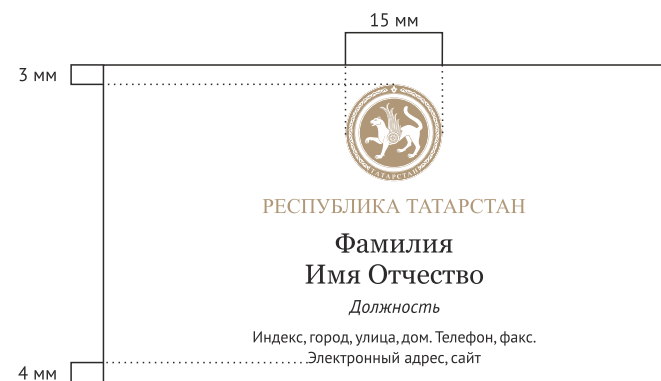 15 мм
3 мм
ТАТАРСТАН
РЕСПУБЛИКА ТАТАРСТАН
Фамилия
Имя Отчество
Должность
Индекс, город, улица, дом. Телефон, факс.
Электронный адрес, сайт
4 мм